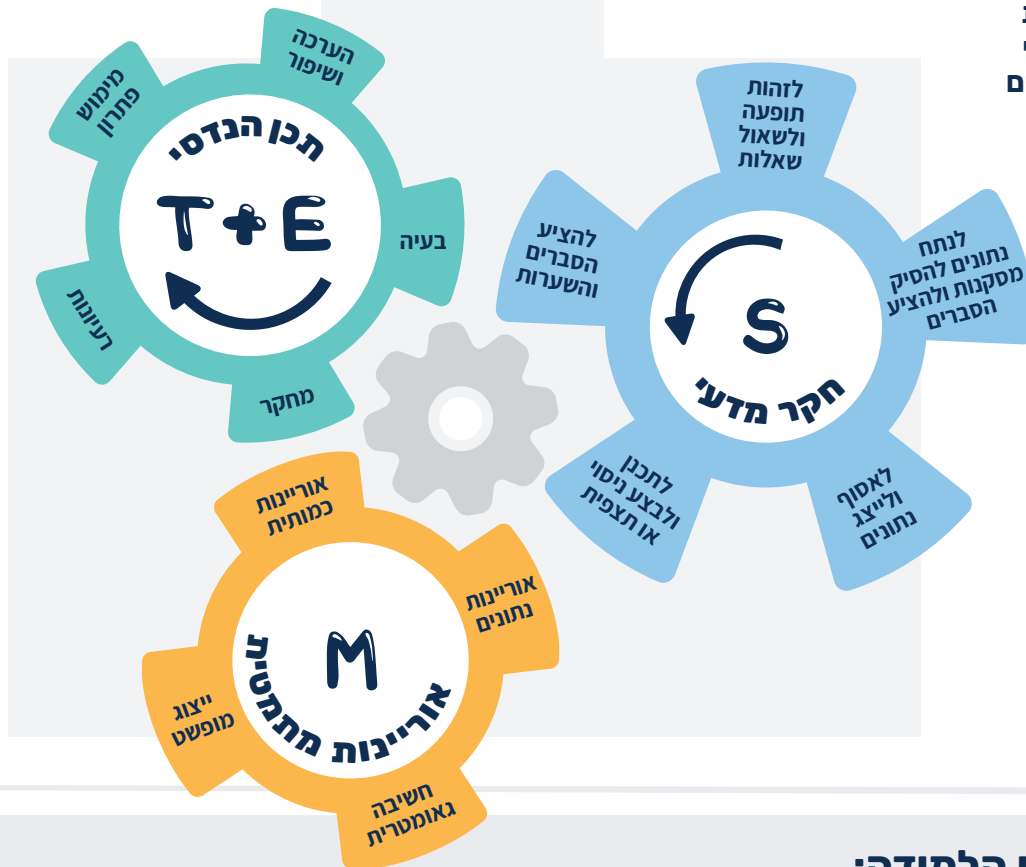 הערכה
ושיפור
מימוש
פתרון
תכן הנדסי
T+E
בעיה
רעיונות
מחקר
לזהות
תופעה
ולשאול
שאלות
להציע
הסברים
והשערות
לנתח
נתונים להסיק
מסקנות ולהציע
הסברים
S
חקר מדעי
לתכנן
ולבצע ניסוי
או תצפית
לאסוף
ולייצג
נתונים
אוריינות
כמותית
אוריינות
נתונים
M
אוריינות מתמטית
ייצוג
מופשט
חשיבה
גאומטרית